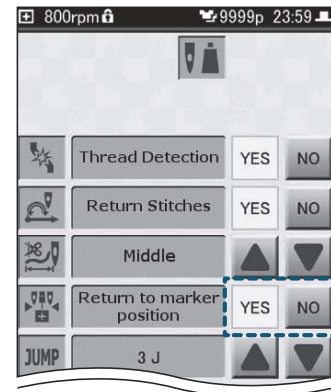 800rpm 9999p 23:59
Thread Detection YES NO
Return Stitches YES NO
Middle
Return to marker
position YES NO
JUMP 3 J